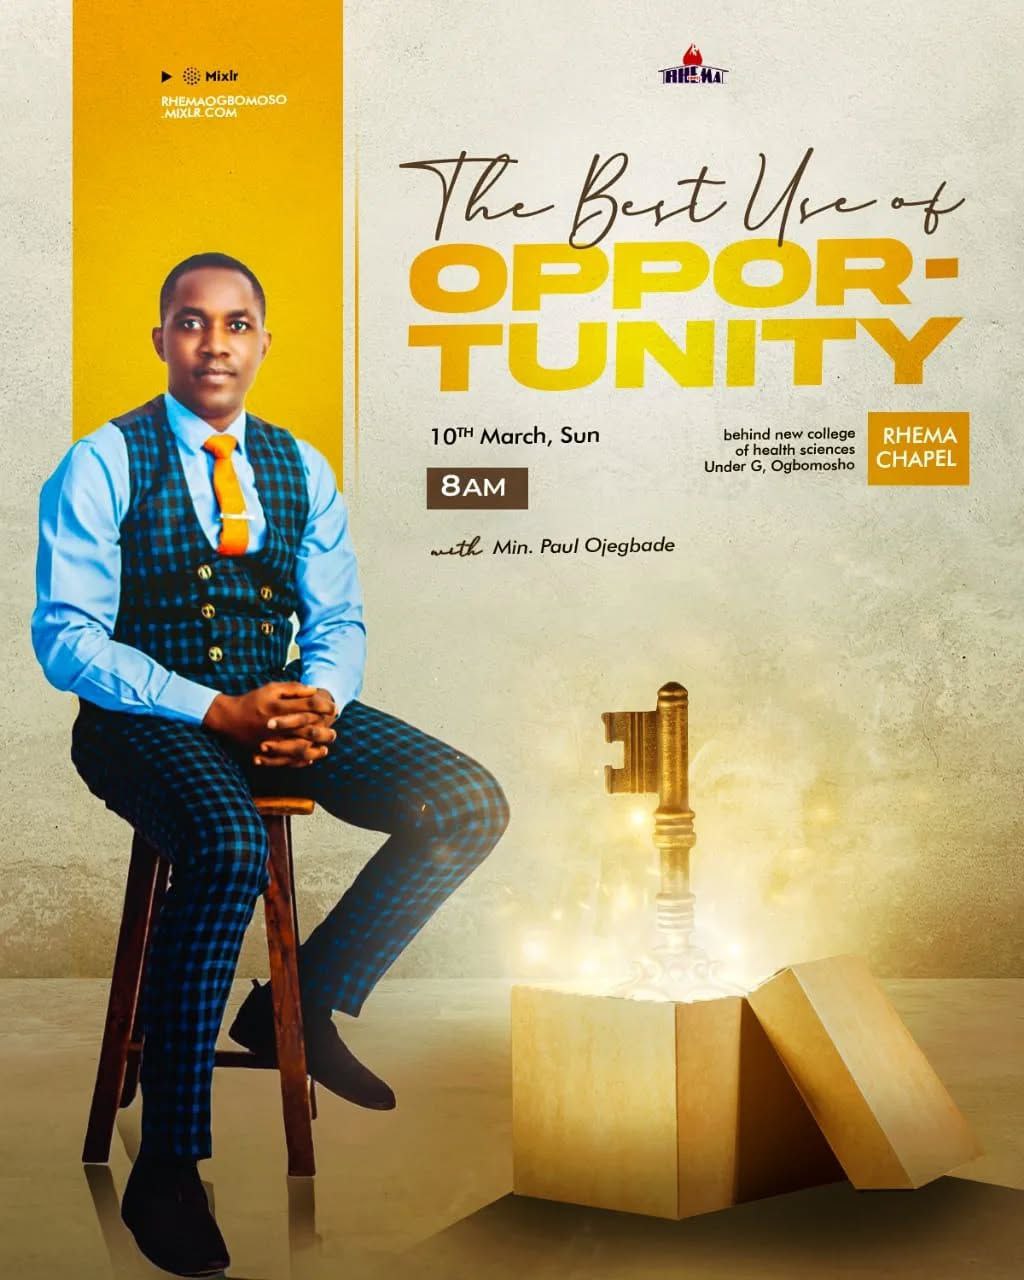 Mixlr
RHEMAOGBOMOSO
.MIXLR.COM
RHEMA
The Best Use of
OPPOR-
TUNITY
10TH March, Sun
8AM
behind new college
of health sciences
Under G, Ogbomosho
RHEMA
CHAPEL
with Min. Paul Ojegbade